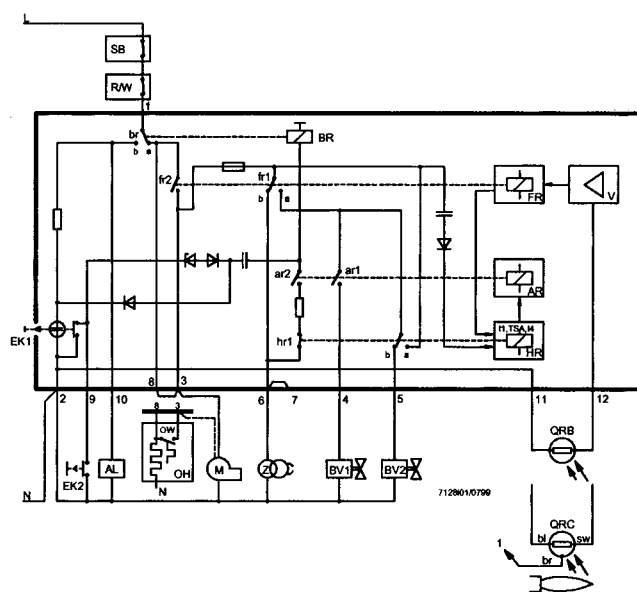 L
SB
R/W
1
br
b a
BR
fr2
fr1
b a
FR
V
ar2
ar1
AR
t1,TSA,t4
hr1
HR
b a
EK1
2 9 10 8 3 6 7 4 5 11 12
8 3
OW
OH
N
EK2
AL
M
Z
BV1
BV2
QRB
N
7128i01/0799
QRC
bl sw
br
1